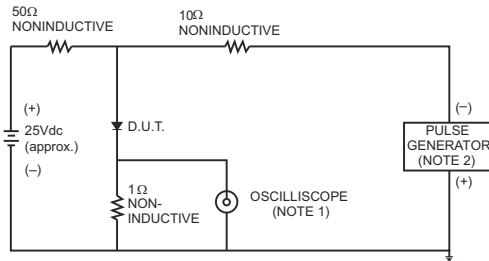 50Ω
NONINDUCTIVE
10Ω
NONINDUCTIVE
(+)
25Vdc
(approx.)
(–)
D.U.T.
1Ω
NON-
INDUCTIVE
OSCILLISCOPE
(NOTE 1)
(–)
PULSE
GENERATOR
(NOTE 2)
(+)